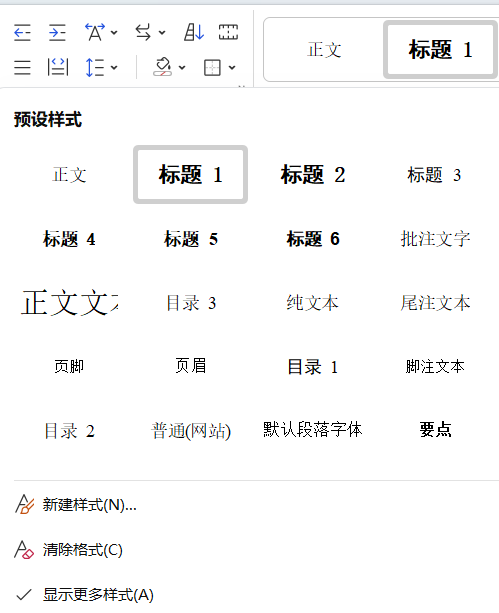 正文 标题 1
预设样式
正文 标题 1 标题 2 标题 3
标题 4 标题 5 标题 6 批注文字
正文文本 目录 3 纯文本 尾注文本
页脚 页眉 目录 1 脚注文本
目录 2 普通(网站) 默认段落字体 要点
新建样式(N)...
清除格式(C)
显示更多样式(A)